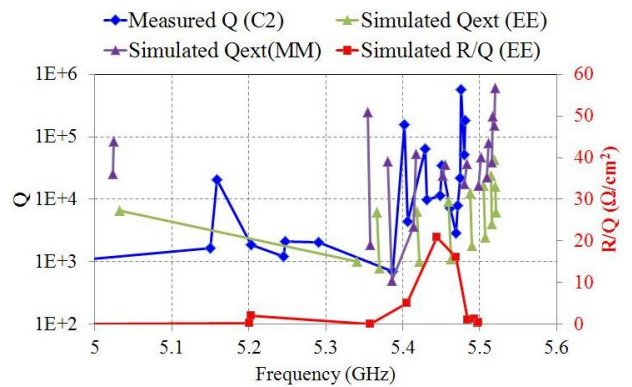 Measured Q (C2) Simulated Qext (EE)
Simulated Qext(MM) Simulated R/Q (EE)
1E+6 60
50
1E+5
40
1E+4 30
20
1E+3
10
1E+2 0
Q
R/Q (Ω/cm²)
5 5.1 5.2 5.3 5.4 5.5 5.6
Frequency (GHz)